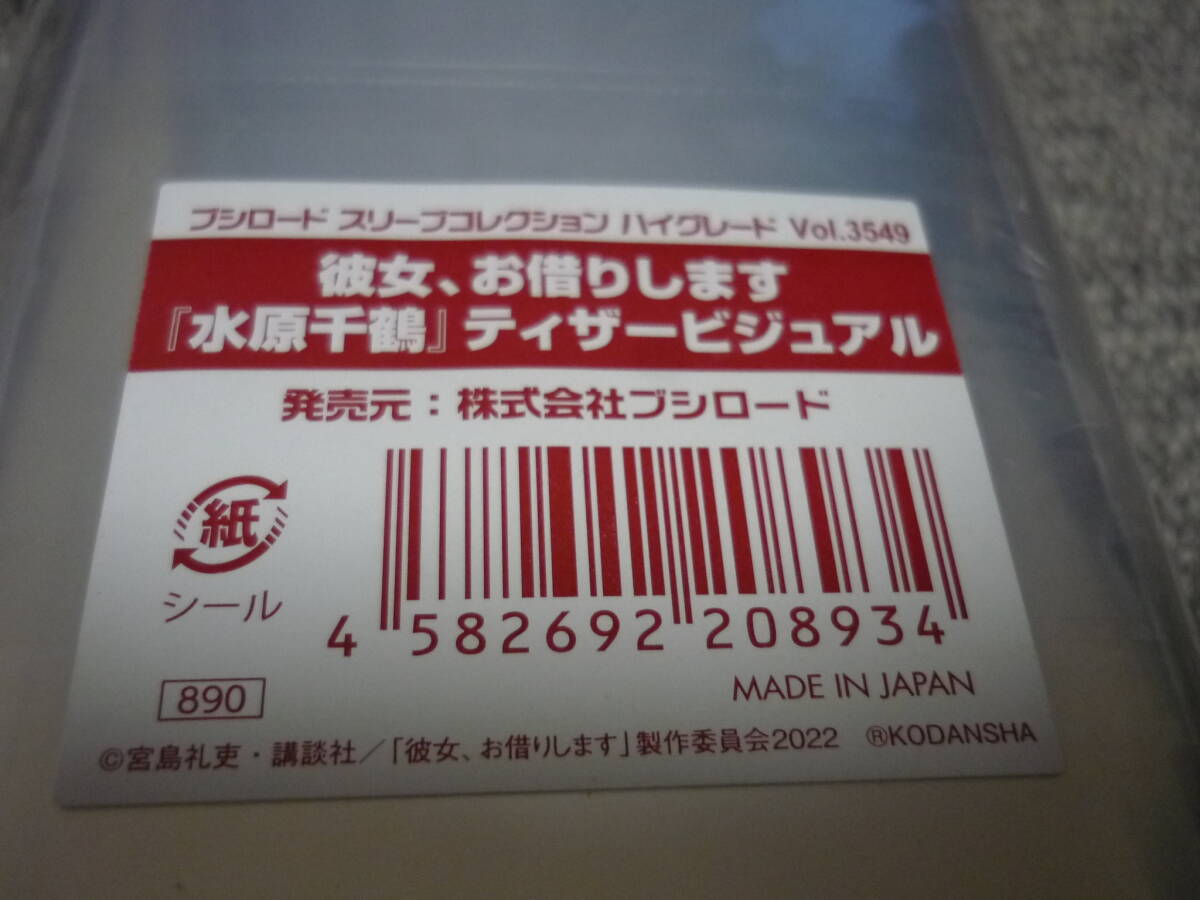 ブシロード スリーブコレクション ハイグレード Vol.3549
彼女、お借りします
『水原千鶴』ティザービジュアル
発売元：株式会社ブシロード
紙
シール
4 582692 208934
890
MADE IN JAPAN
©宮島礼吏・講談社／「彼女、お借りします」製作委員会2022 ®KODANSHA